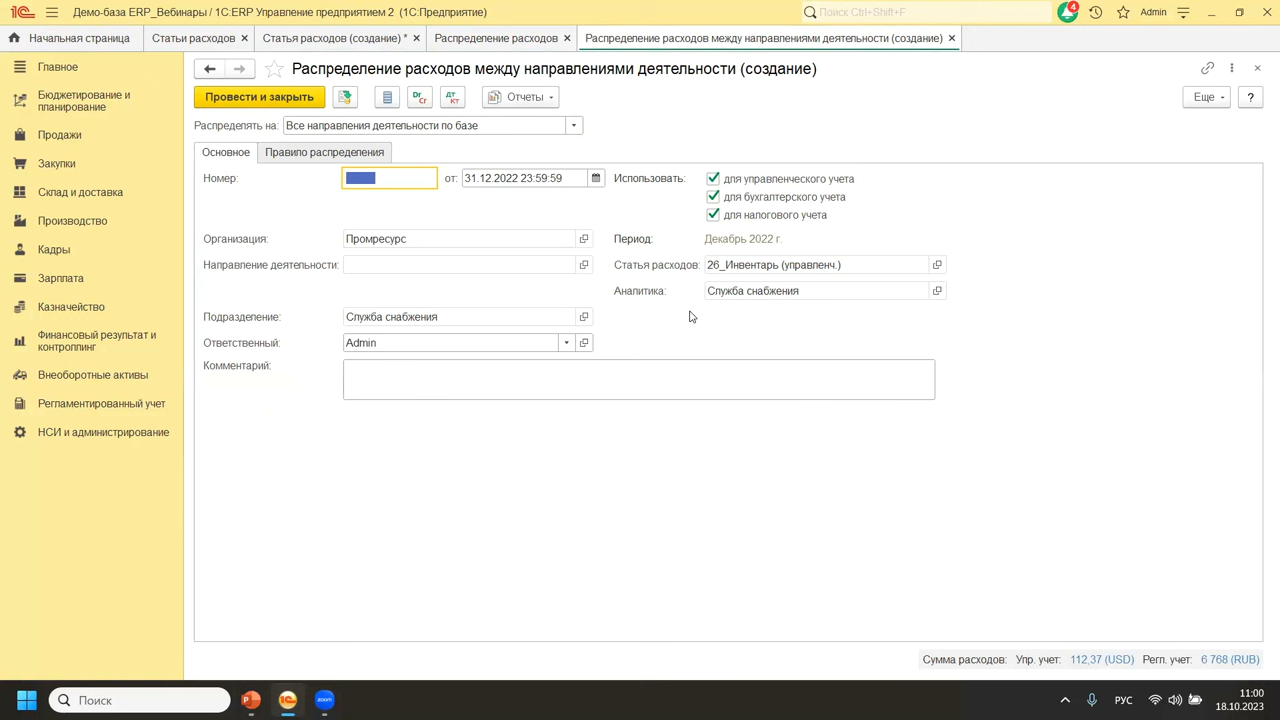 Демо-база ERP_Вебинары / 1С:ERP Управление предприятием 2 (1С:Предприятие)
Поиск Ctrl+Shift+F
4
Admin
Начальная страница
Статьи расходов ×
Статья расходов (создание) * ×
Распределение расходов ×
Распределение расходов между направлениями деятельности (создание) ×
Главное
Бюджетирование и
планирование
Продажи
Закупки
Склад и доставка
Производство
Кадры
Зарплата
Казначейство
Финансовый результат и
контроллинг
Внеоборотные активы
Регламентированный учет
НСИ и администрирование
Распределение расходов между направлениями деятельности (создание)
Провести и закрыть
Dr
Cr
Дт
Кт
Отчеты
Еще
?
Распределять на: Все направления деятельности по базе
Основное
Правило распределения
Номер:
от: 31.12.2022 23:59:59
Использовать:
для управленческого учета
для бухгалтерского учета
для налогового учета
Организация: Промресурс
Период: Декабрь 2022 г.
Направление деятельности:
Статья расходов: 26_Инвентарь (управленч.)
Аналитика: Служба снабжения
Подразделение: Служба снабжения
Ответственный: Admin
Комментарий:
Сумма расходов: Упр. учет: 112,37 (USD) Регл. учет: 6 768 (RUB)
Поиск
zoom
РУС
11:00
18.10.2023